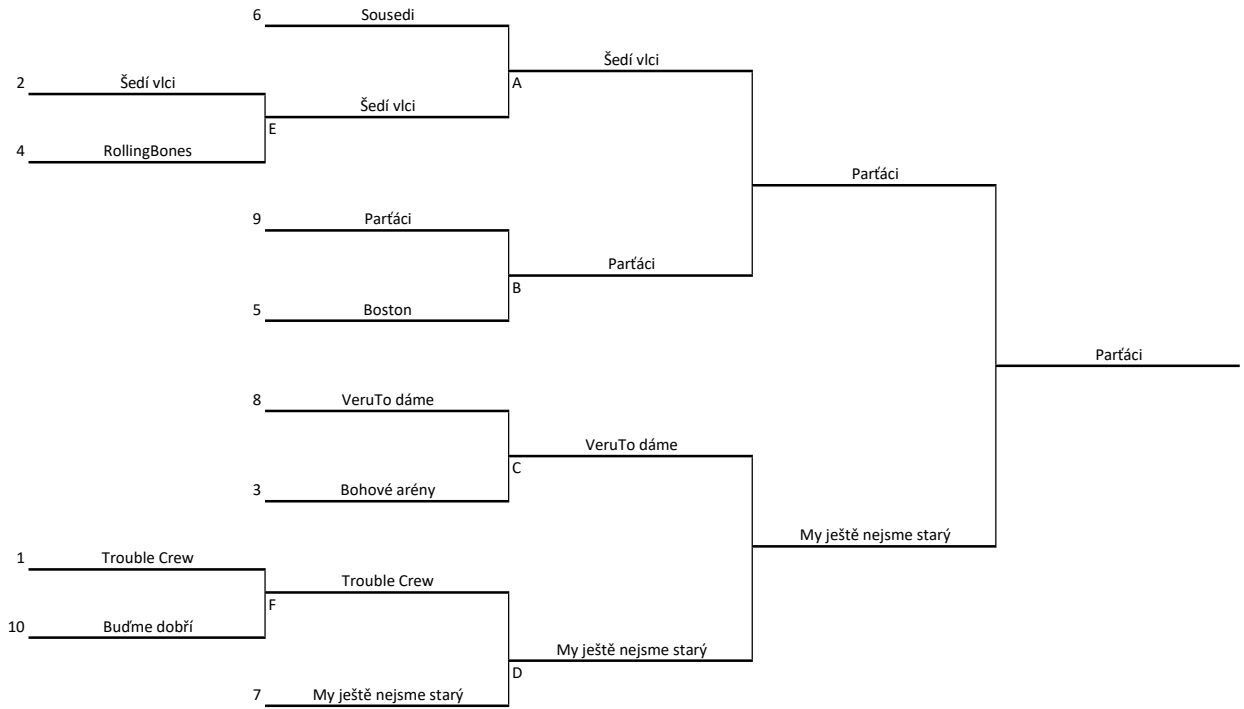 6 Sousedi
Šedí vlci
2 Šedí vlci
A
Šedí vlci
E
4 RollingBones
Parťáci
9 Parťáci
Parťáci
B
5 Boston
Parťáci
8 VeruTo dáme
VeruTo dáme
C
3 Bohové arény
My ještě nejsme starý
1 Trouble Crew
Trouble Crew
F
10 Buďme dobří
My ještě nejsme starý
D
7 My ještě nejsme starý